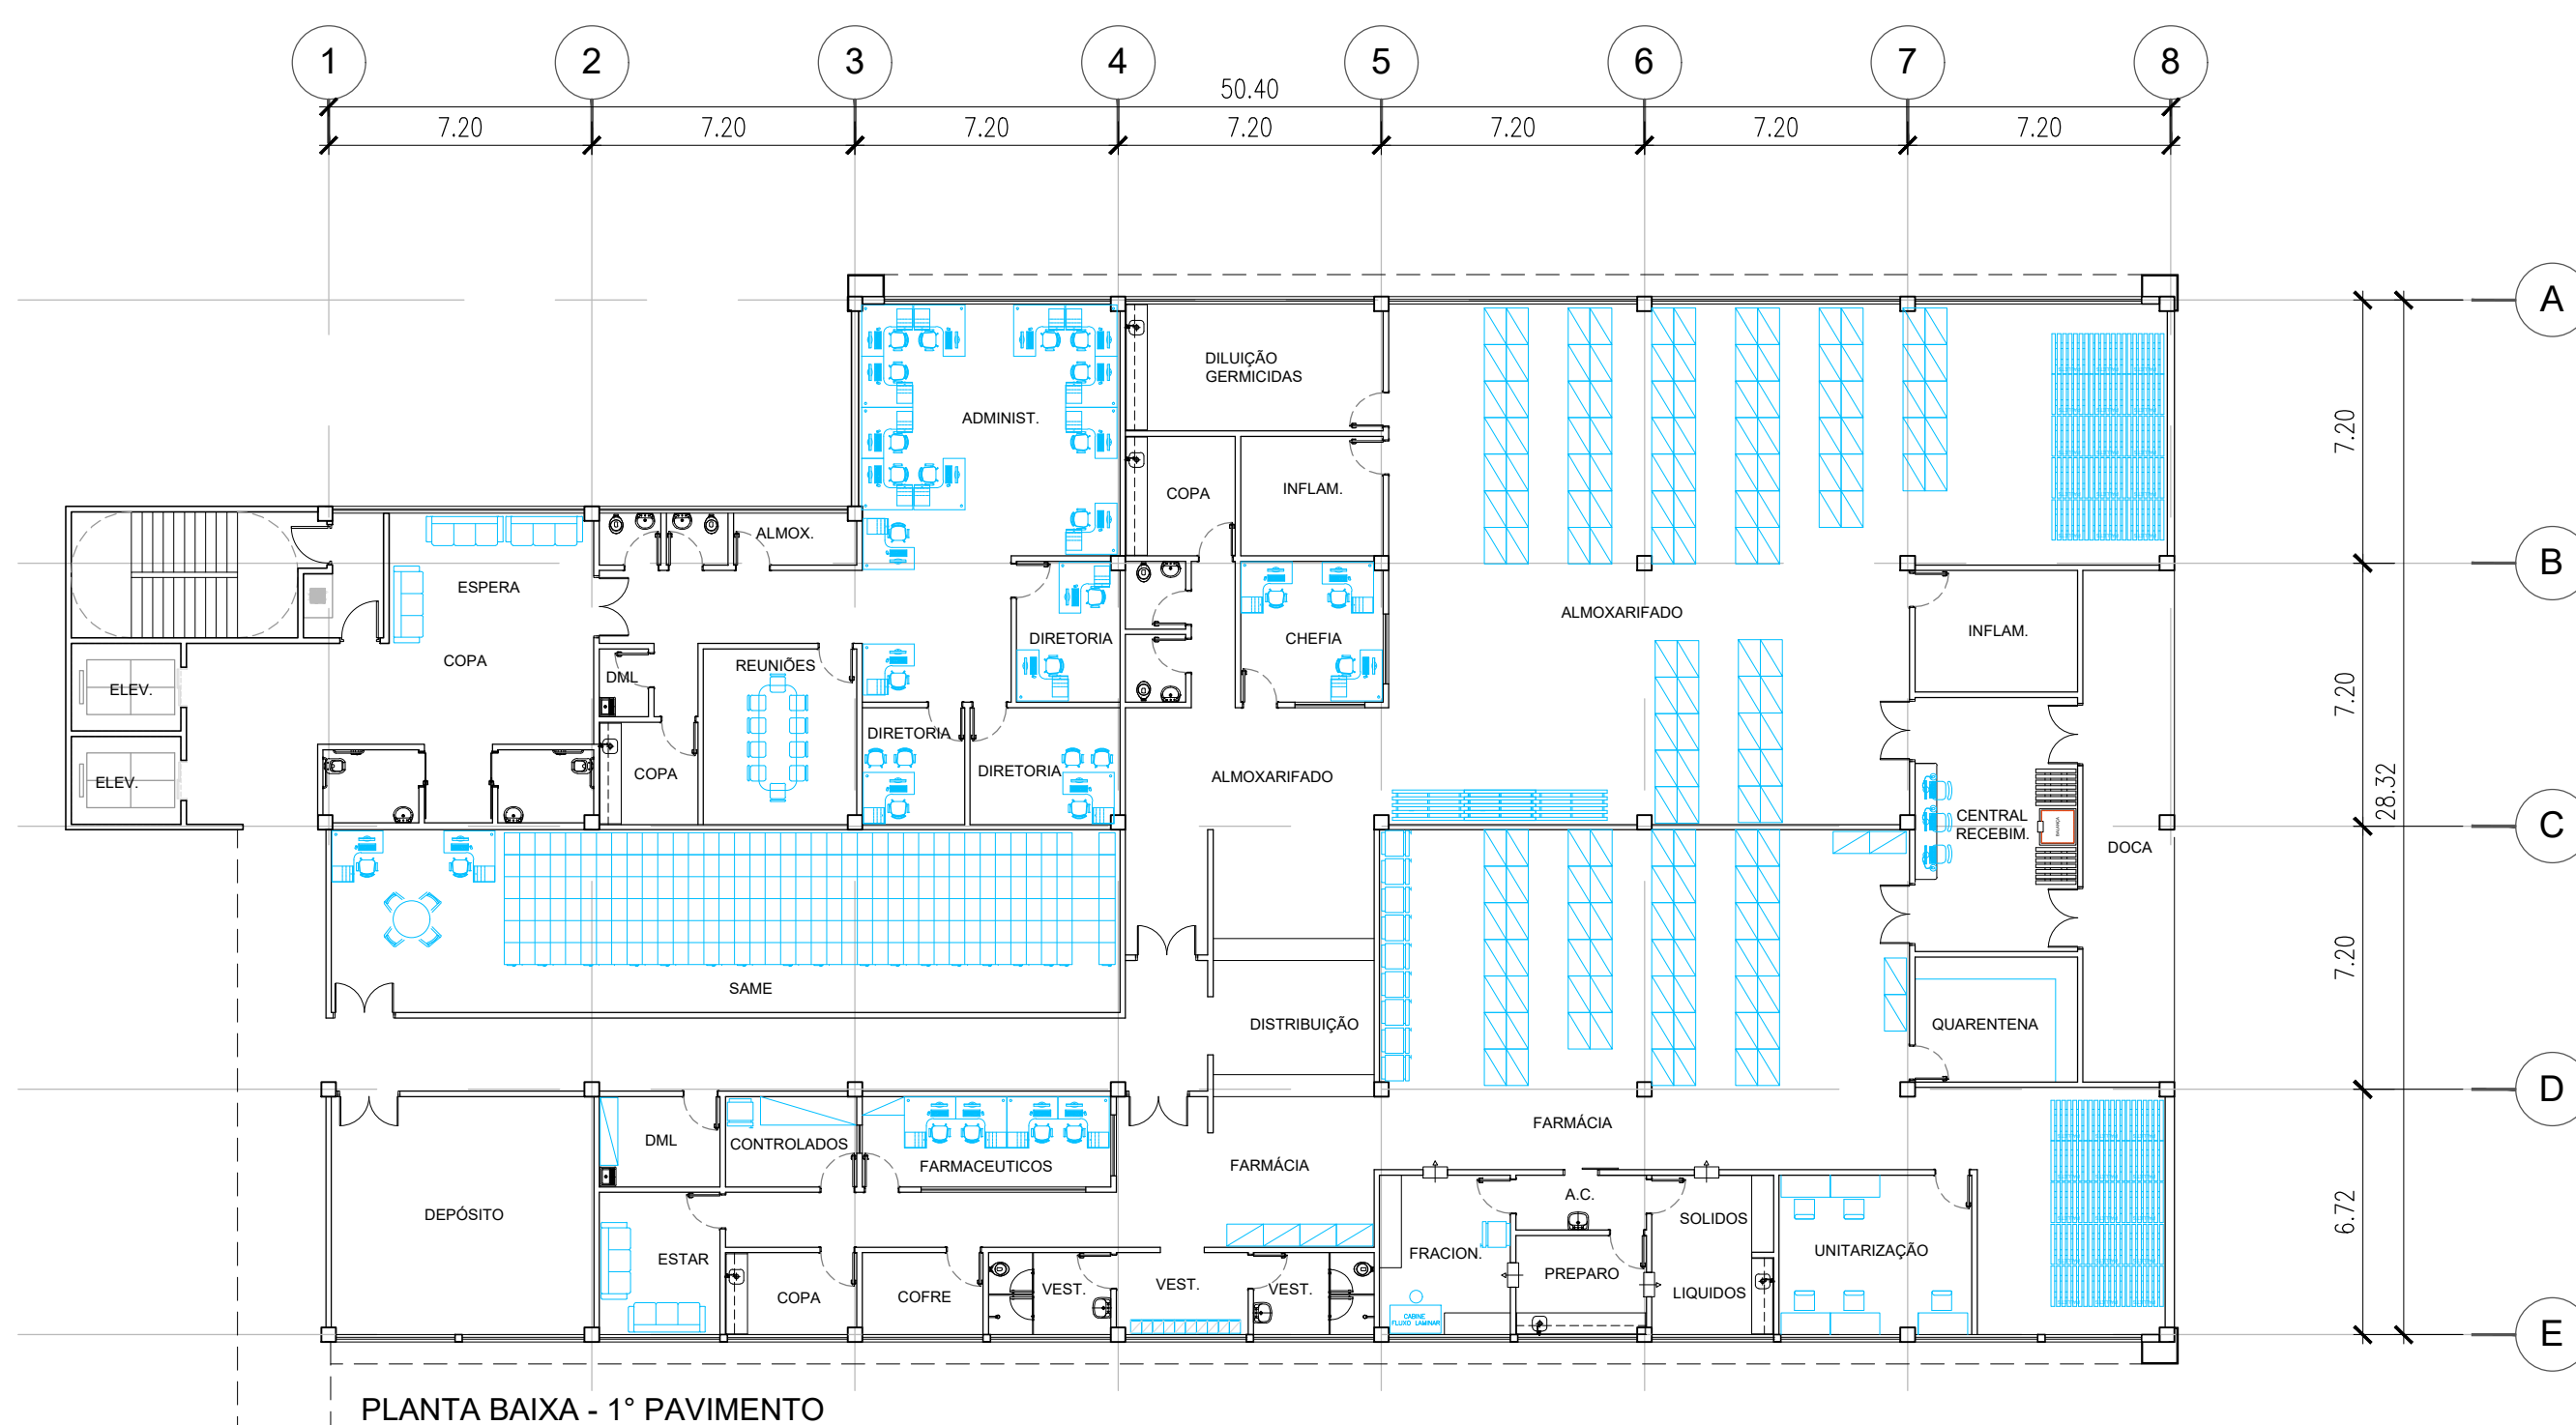 1 2 3 4 5 6 7 8
50.40
7.20 7.20 7.20 7.20 7.20 7.20 7.20
A
DILUIÇÃO
GERMICIDAS
ADMINIST.
7.20
COPA
INFLAM.
ALMOX.
B
ESPERA
ALMOXARIFADO
DIRETORIA
CHEFIA
INFLAM.
COPA
REUNIÕES
DML
ELEV.
7.20
DIRETORIA
COPA
DIRETORIA
ALMOXARIFADO
ELEV.
28.32
CENTRAL
RECEBIM.
BALANÇA
C
DOCA
7.20
SAME
DISTRIBUIÇÃO
QUARENTENA
D
FARMÁCIA
DML
CONTROLADOS
FARMACEUTICOS
FARMÁCIA
A.C.
DEPÓSITO
SOLIDOS
6.72
ESTAR
FRACION.
UNITARIZAÇÃO
PREPARO
VEST.
VEST.
VEST.
COPA
COFRE
LIQUIDOS
CABINE
FLUXO LAMINAR
E
PLANTA BAIXA - 1° PAVIMENTO